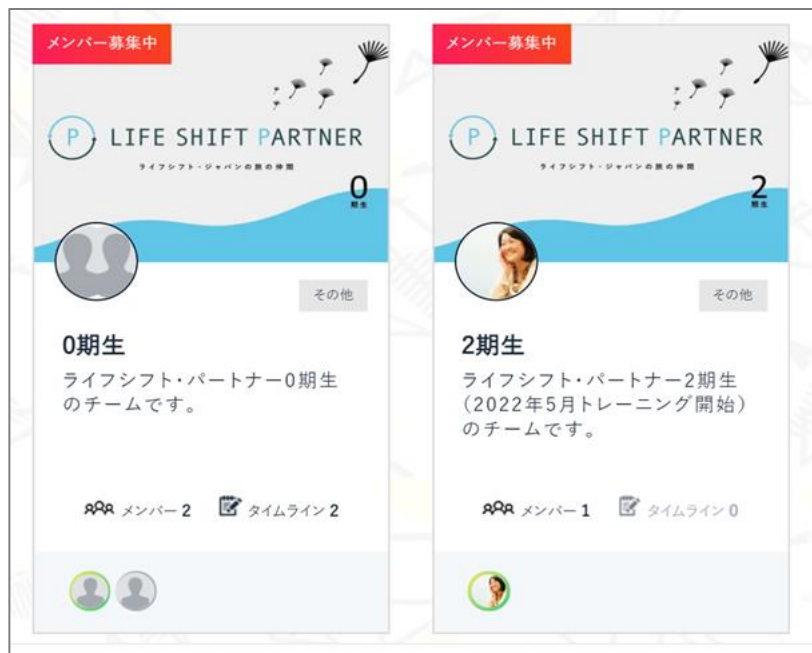 メンバー募集中
P LIFE SHIFT PARTNER
ライフシフト・ジャパンの旅の仲間
0
期生
その他
0期生
ライフシフト・パートナー0期生
のチームです。
メンバー 2 タイムライン 2
メンバー募集中
P LIFE SHIFT PARTNER
ライフシフト・ジャパンの旅の仲間
2
期生
その他
2期生
ライフシフト・パートナー2期生
(2022年5月トレーニング開始)
のチームです。
メンバー 1 タイムライン 0